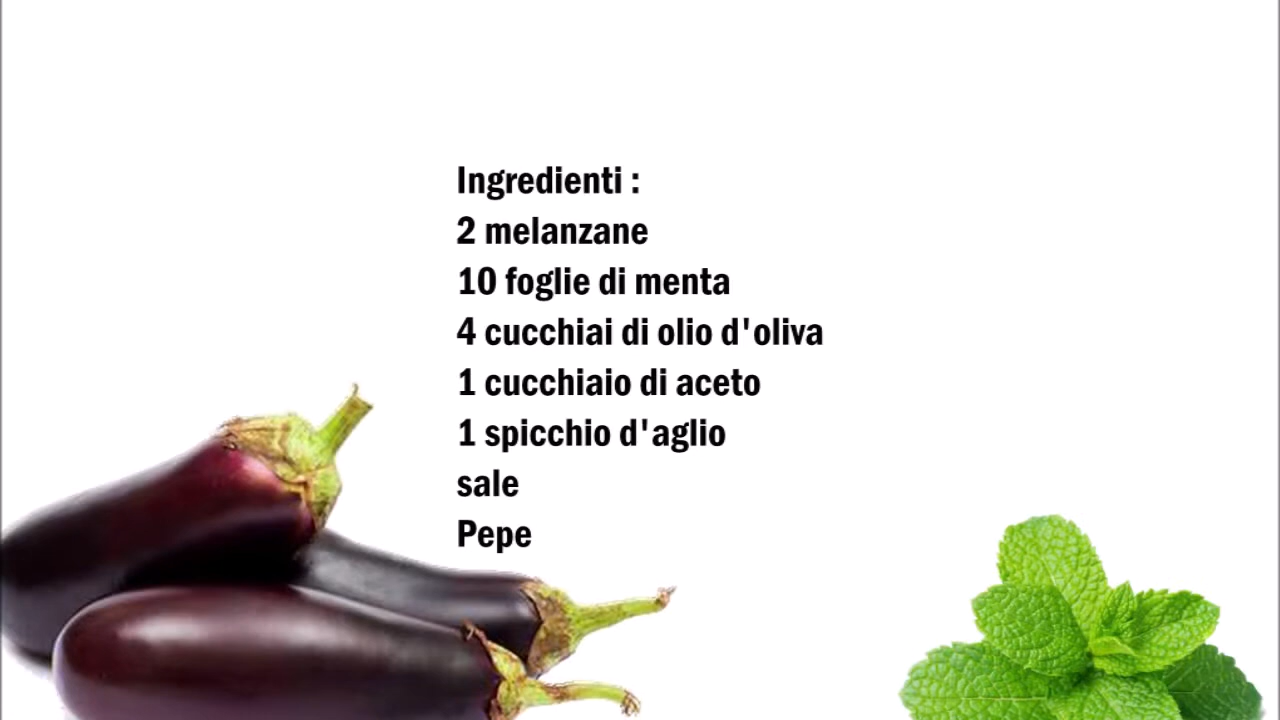 Ingredienti :
2 melanzane
10 foglie di menta
4 cucchiai di olio d'oliva
1 cucchiaio di aceto
1 spicchio d'aglio
sale
Pepe